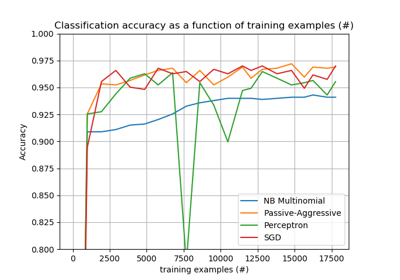 Classification accuracy as a function of training examples (#)
1.000
0.975
0.950
0.925
0.900
0.875
0.850
0.825
0.800
Accuracy
NB Multinomial
Passive-Aggressive
Perceptron
SGD
0 2500 5000 7500 10000 12500 15000 17500
training examples (#)